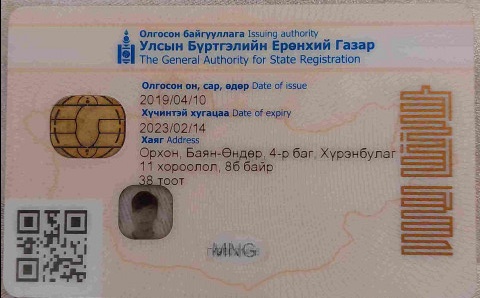 Олгосон байгууллага Issuing authority
Улсын Бүртгэлийн Ерөнхий Газар
The General Authority for State Registration
Олгосон он, сар, өдөр Date of issue
2019/04/10
Хүчинтэй хугацаа Date of expiry
2023/02/14
Хаяг Address
Орхон, Баян-Өндөр, 4-р баг, Хүрэнбулаг
11 хороолол, 8б байр
38 тоот
MNG